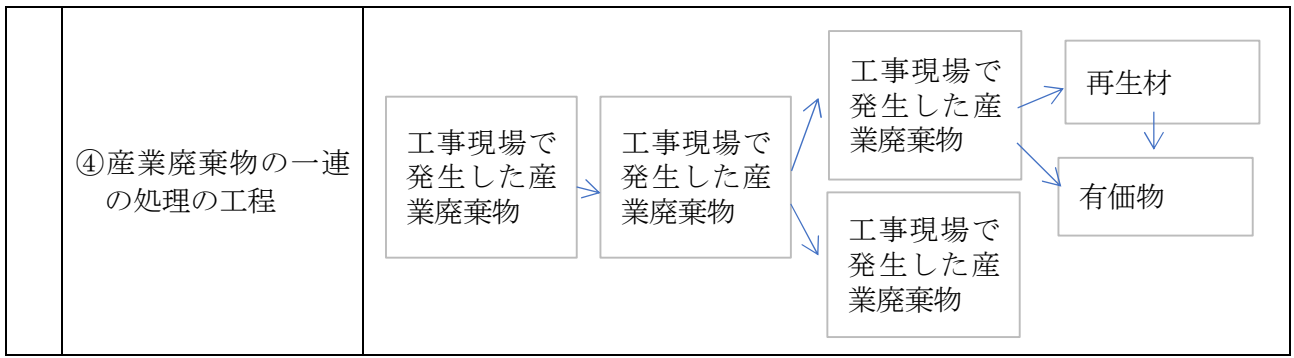 ④産業廃棄物の一連
の処理の工程
工事現場で
発生した産
業廃棄物
工事現場で
発生した産
業廃棄物
工事現場で
発生した産
業廃棄物
工事現場で
発生した産
業廃棄物
再生材
有価物